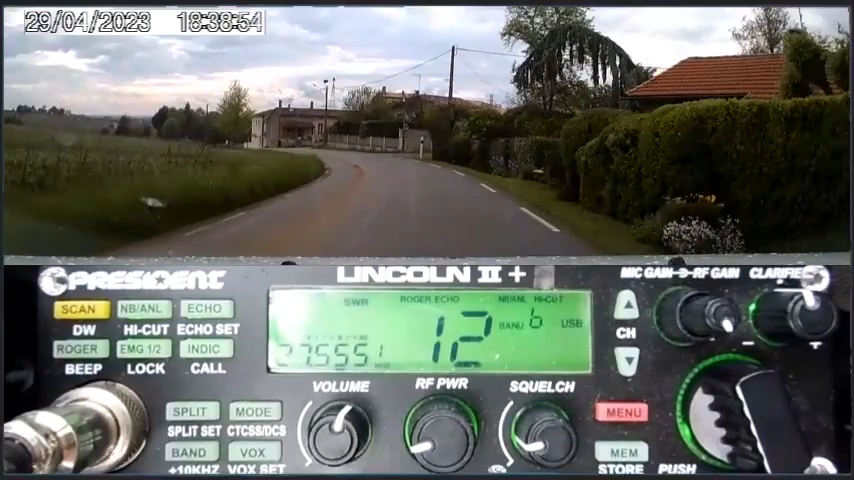 29/04/2023 18:38:54
PRESIDENT LINCOLN II + MIC GAIN RF GAIN CLARIFIER
SCAN NB/ANL ECHO
DW HI-CUT ECHO SET
ROGER EMG 1/2 INDIC
BEEP LOCK CALL
SWR ROGER ECHO NB/ANL HI-CUT
12 BAND 6 USB
27.555
CH
VOLUME RF PWR SQUELCH
SPLIT MODE
SPLIT SET CTCSS/DCS
BAND VOX
+10KHZ VOX SET
MENU
MEM
STORE PUSH